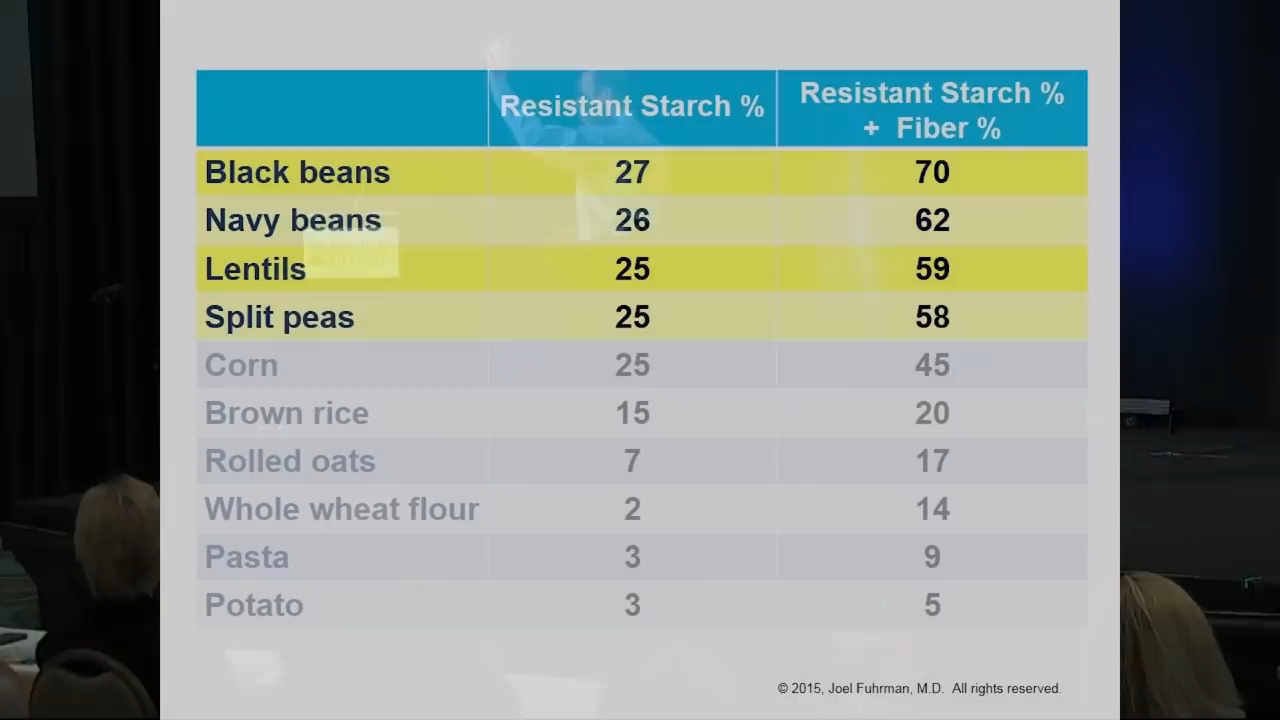 Resistant Starch %
Resistant Starch %
+ Fiber %
Black beans 27 70
Navy beans 26 62
Lentils 25 59
Split peas 25 58
Corn 25 45
Brown rice 15 20
Rolled oats 7 17
Whole wheat flour 2 14
Pasta 3 9
Potato 3 5
© 2015, Joel Fuhrman, M.D. All rights reserved.